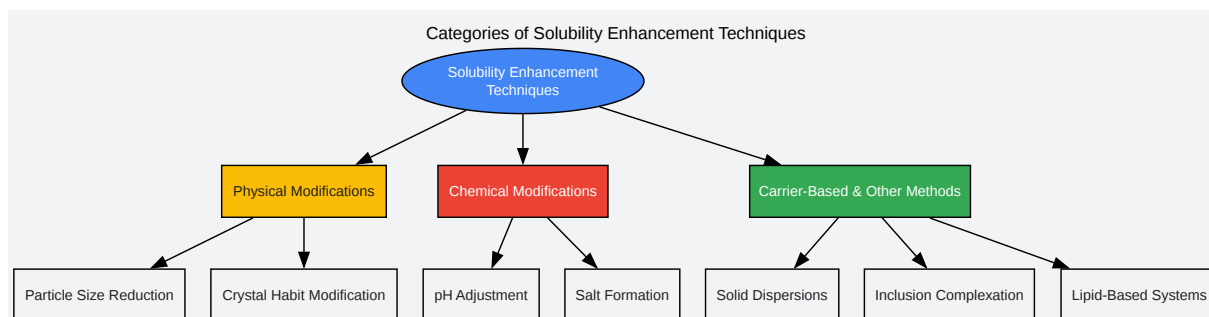 Categories of Solubility Enhancement Techniques
Solubility Enhancement
Techniques
Physical Modifications
Chemical Modifications
Carrier-Based & Other Methods
Particle Size Reduction
Crystal Habit Modification
pH Adjustment
Salt Formation
Solid Dispersions
Inclusion Complexation
Lipid-Based Systems